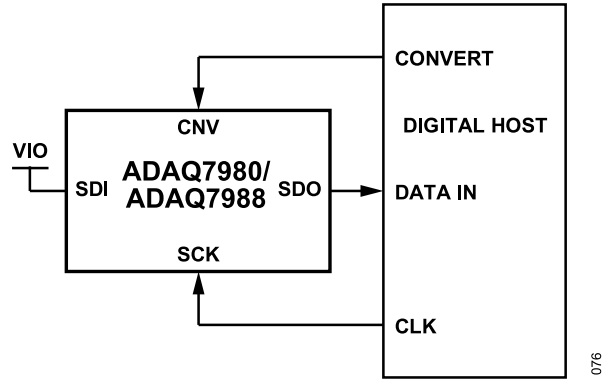 CONVERT
CNV
DIGITAL HOST
VIO
ADAQ7980/
ADAQ7988
SDI
SDO
DATA IN
SCK
CLK
076